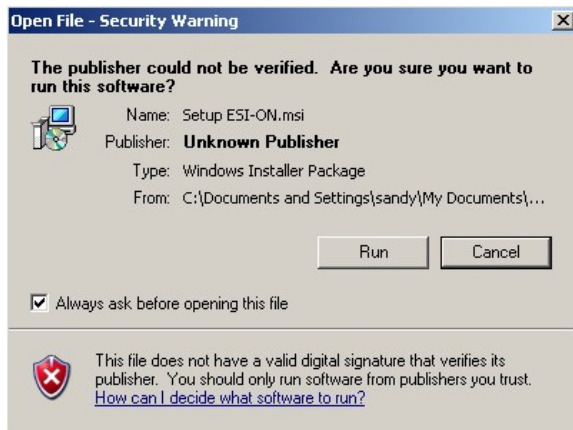 Open File - Security Warning
The publisher could not be verified.  Are you sure you want to
run this software?
Name: Setup ESI-ON.msi
Publisher: Unknown Publisher
Type: Windows Installer Package
From: C:\Documents and Settings\sandy\My Documents\...
Run Cancel
Always ask before opening this file
This file does not have a valid digital signature that verifies its
publisher.  You should only run software from publishers you trust.
How can I decide what software to run?